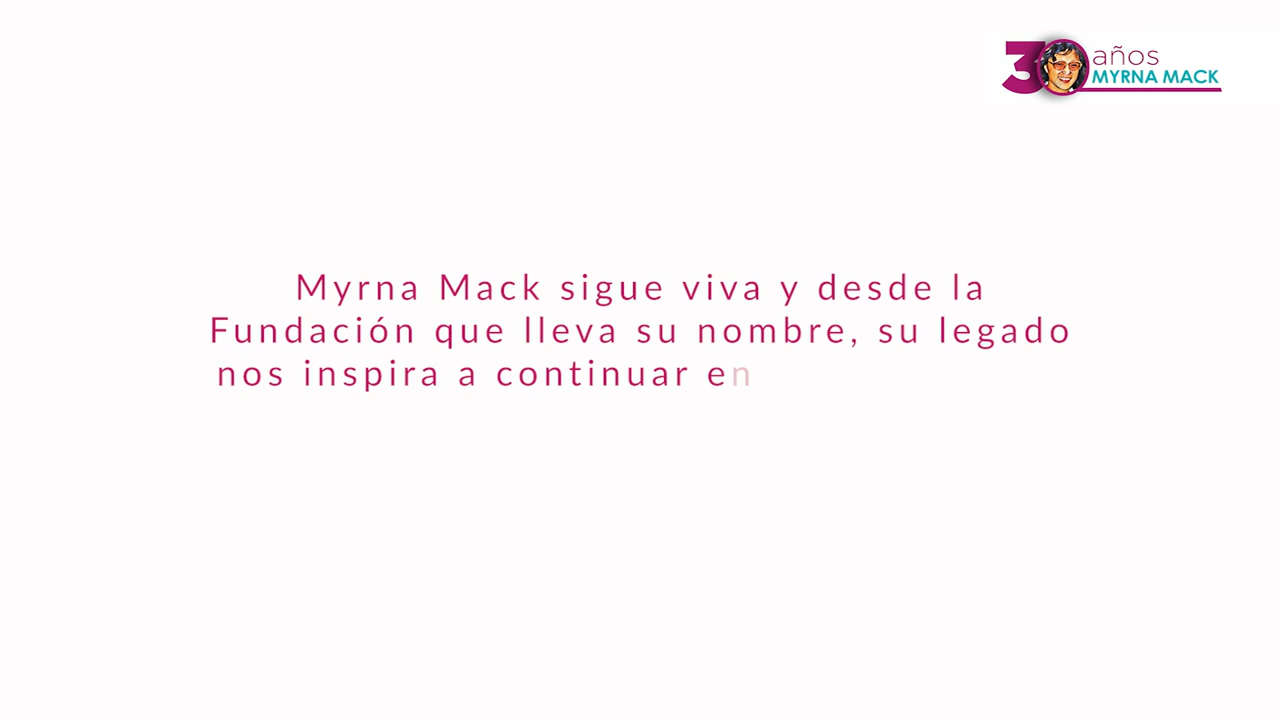 30 años
MYRNA MACK
Myrna Mack sigue viva y desde la
Fundación que lleva su nombre, su legado
nos inspira a continuar en